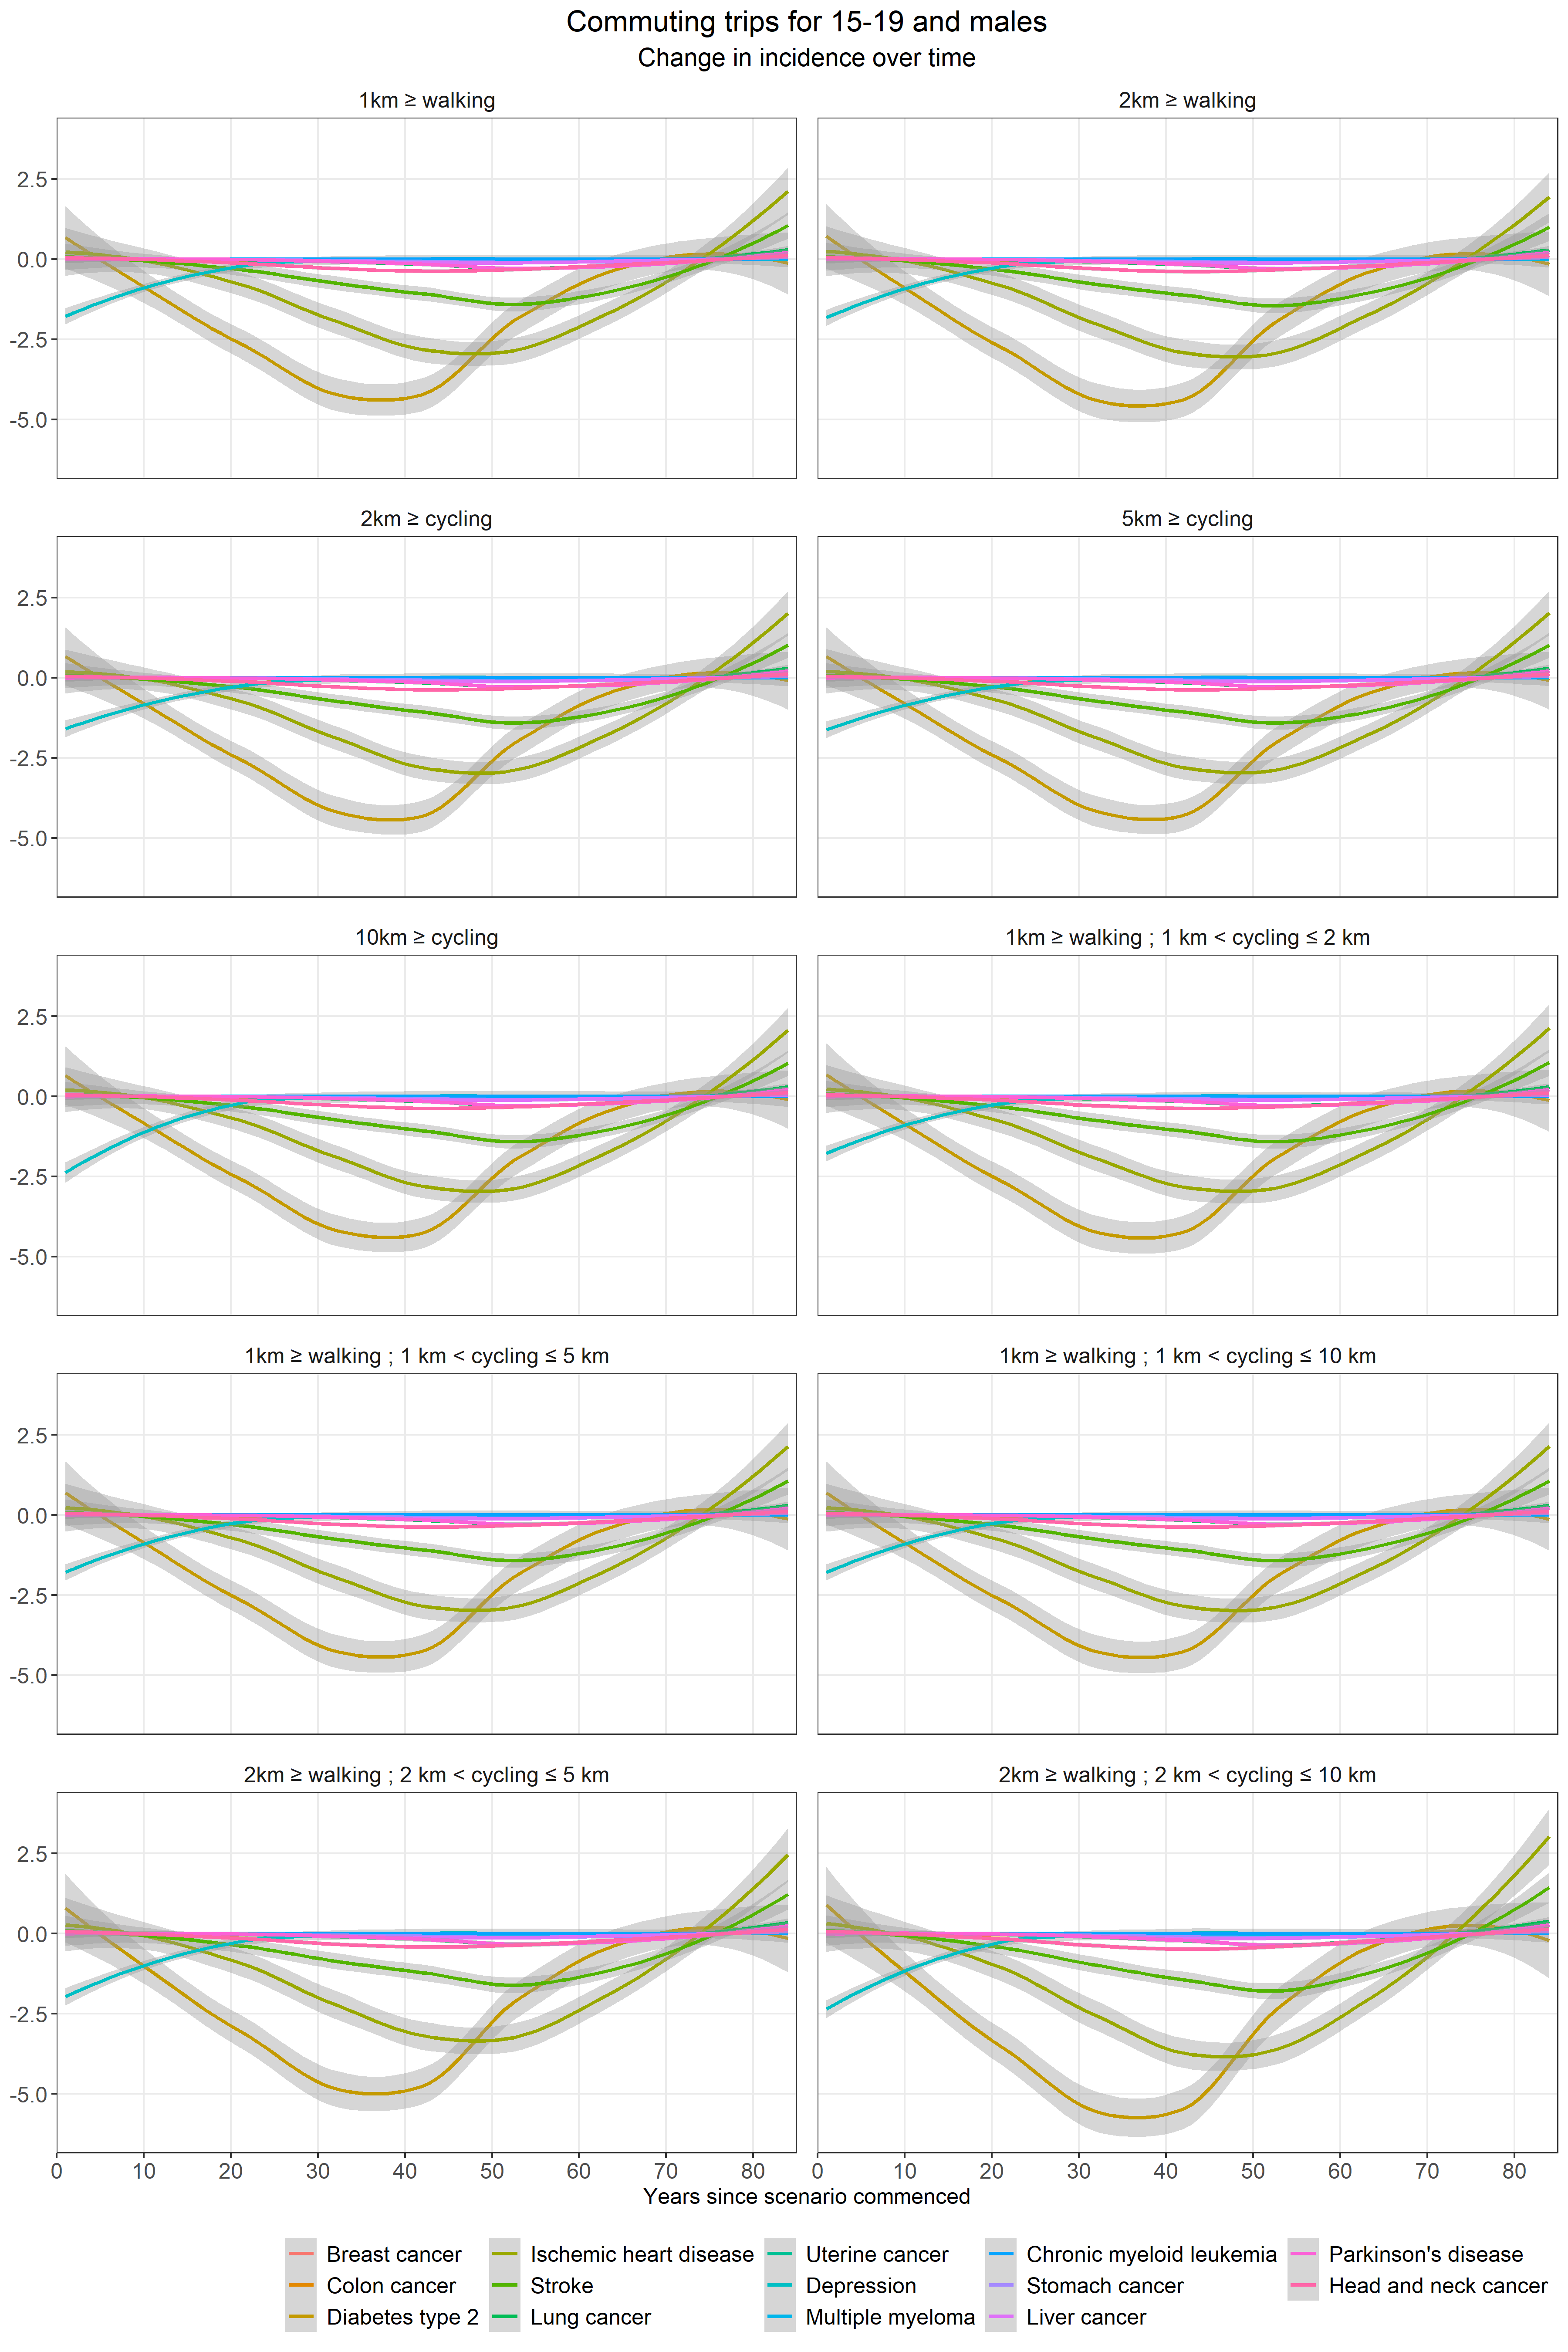 Commuting trips for 15-19 and males
Change in incidence over time
1km ≥ walking
2km ≥ walking
2.5
0.0
-2.5
-5.0
2km ≥ cycling
5km ≥ cycling
2.5
0.0
-2.5
-5.0
10km ≥ cycling
1km ≥ walking ; 1 km < cycling ≤ 2 km
2.5
0.0
-2.5
-5.0
1km ≥ walking ; 1 km < cycling ≤ 5 km
1km ≥ walking ; 1 km < cycling ≤ 10 km
2.5
0.0
-2.5
-5.0
2km ≥ walking ; 2 km < cycling ≤ 5 km
2km ≥ walking ; 2 km < cycling ≤ 10 km
2.5
0.0
-2.5
-5.0
0 10 20 30 40 50 60 70 80
0 10 20 30 40 50 60 70 80
Years since scenario commenced
Breast cancer
Colon cancer
Diabetes type 2
Ischemic heart disease
Stroke
Lung cancer
Uterine cancer
Depression
Multiple myeloma
Chronic myeloid leukemia
Stomach cancer
Liver cancer
Parkinson's disease
Head and neck cancer